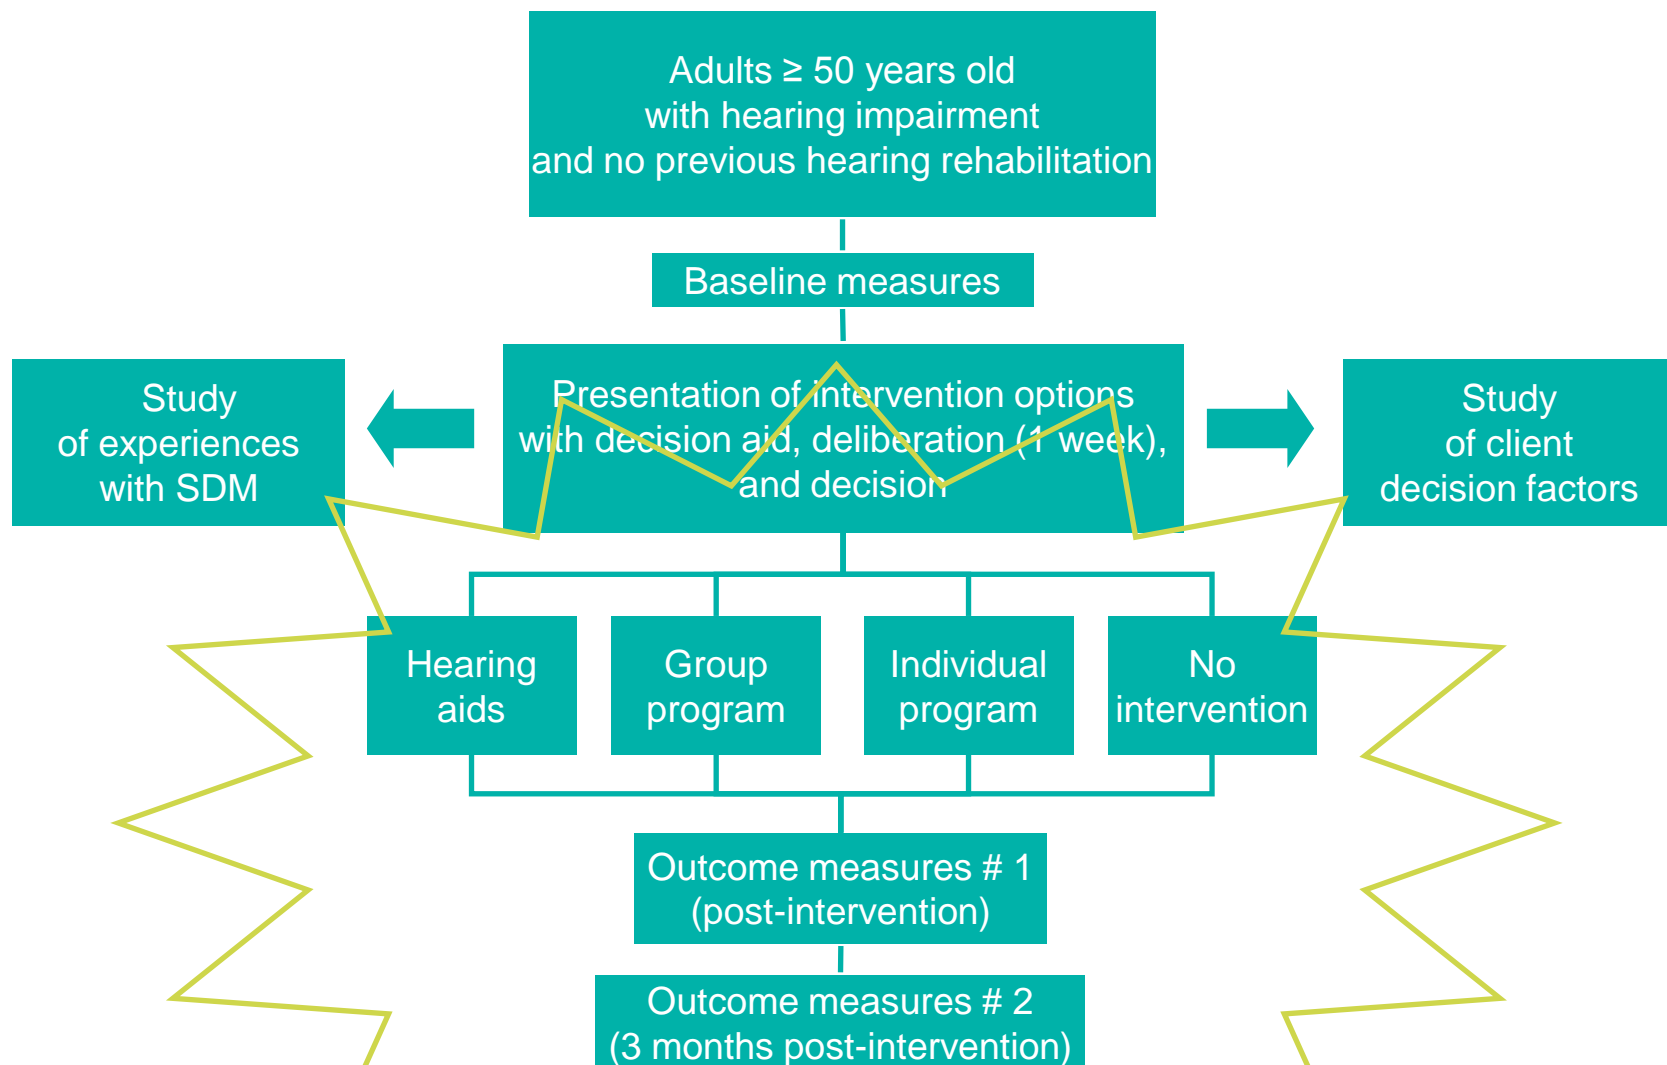 Adults ≥ 50 years old
with hearing impairment
and no previous hearing rehabilitation
Baseline measures
Study
of experiences
with SDM
Presentation of intervention options
with decision aid, deliberation (1 week),
and decision
Study
of client
decision factors
Hearing
aids
Group
program
Individual
program
No
intervention
Outcome measures # 1
(post-intervention)
Outcome measures # 2
(3 months post-intervention)